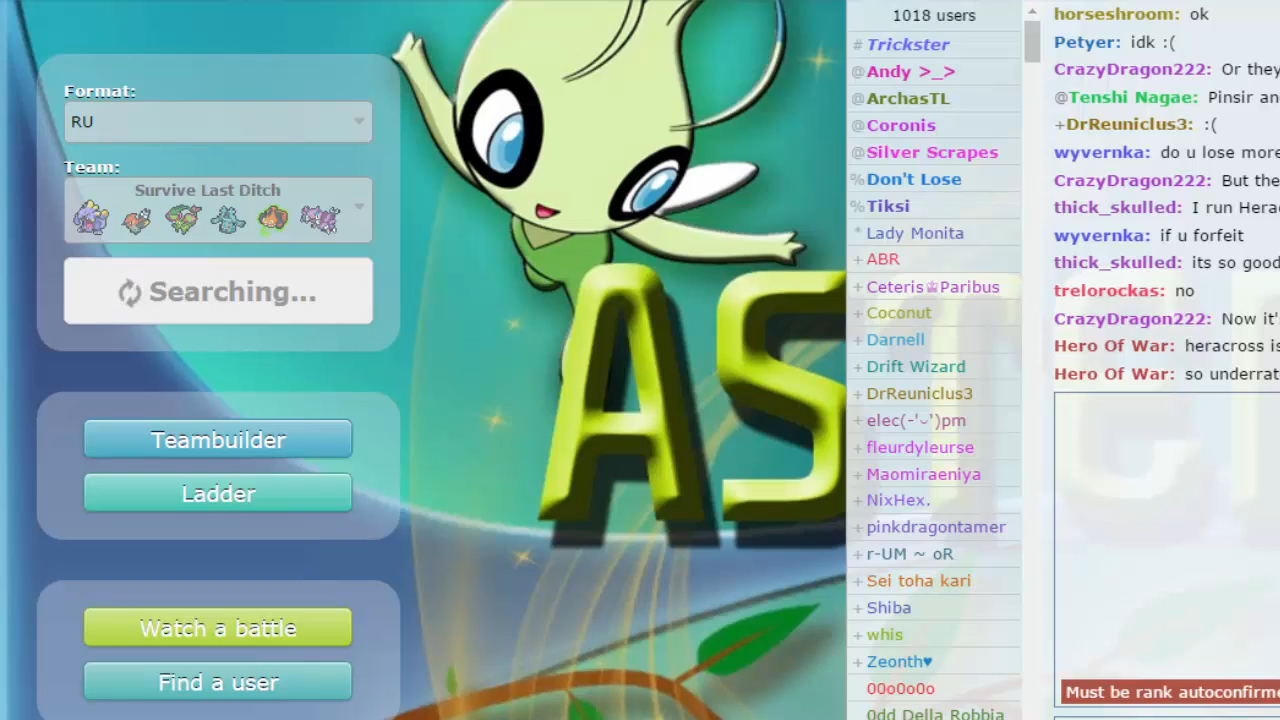 Format:
RU
Team:
Survive Last Ditch
Searching...
Teambuilder
Ladder
Watch a battle
Find a user
AS
1018 users
# Trickster
@Andy >_>
@ArchasTL
@Coronis
@Silver Scrapes
%Don't Lose
%Tiksi
*Lady Monita
+ABR
+Ceteris♕Paribus
+Coconut
+Darnell
+Drift Wizard
+DrReuniclus3
+elec(-'ᵕ')pm
+fleurdyleurse
+Maomiraeniya
+NixHex.
+pinkdragontamer
+r-UM ~ oR
+Sei toha kari
+Shiba
+whis
+Zeonth♥
00o0o0o
0dd Della Robbia
horseshroom: ok
Petyer: idk :(
CrazyDragon222: Or they
@Tenshi Nagae: Pinsir an
+DrReuniclus3: :(
wyvernka: do u lose more
CrazyDragon222: But the
thick_skulled: I run Hera
wyvernka: if u forfeit
thick_skulled: its so good
trelorockas: no
CrazyDragon222: Now it'
Hero Of War: heracross is
Hero Of War: so underrat
Must be rank autoconfirme